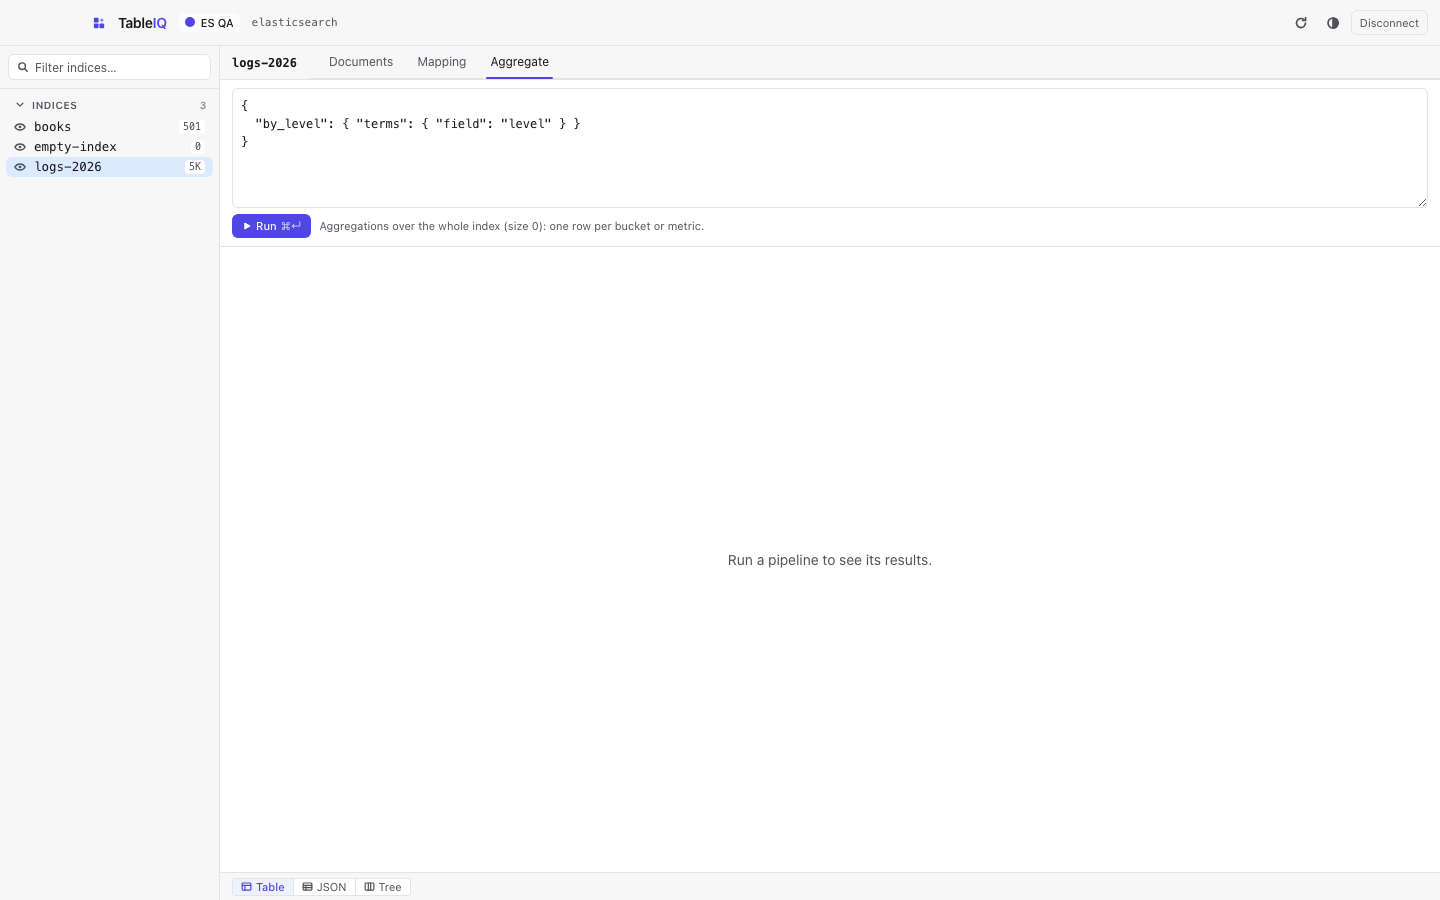 TableIQ ES QA elasticsearch Disconnect
Filter indices...
logs-2026 Documents Mapping Aggregate
INDICES 3
books 501
empty-index 0
logs-2026 5K
{
  "by_level": { "terms": { "field": "level" } }
}
Run ⌘↵ Aggregations over the whole index (size 0): one row per bucket or metric.
Run a pipeline to see its results.
Table JSON Tree